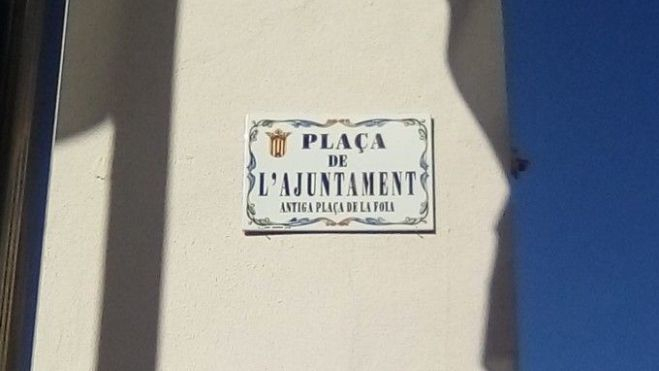 PLAÇA
DE
L'AJUNTAMENT
ANTIGA PLAÇA DE LA FOIA